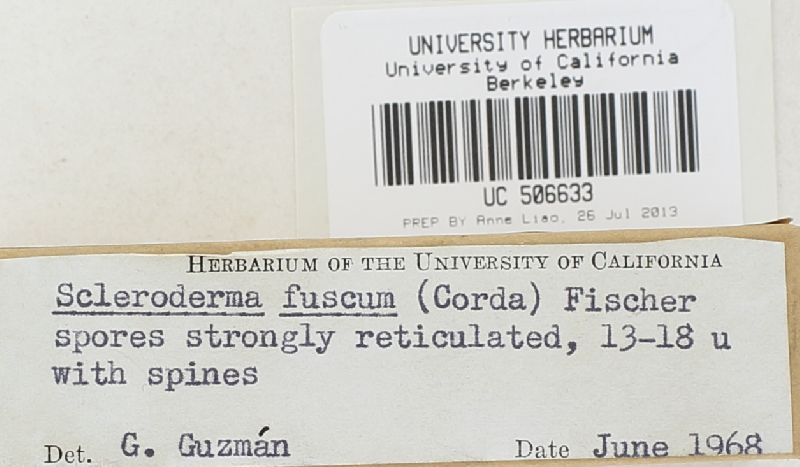 UNIVERSITY HERBARIUM
University of California
Berkeley
UC 506633
PREP BY Anne Liao, 26 Jul 2013
HERBARIUM OF THE UNIVERSITY OF CALIFORNIA
Scleroderma fuscum (Corda) Fischer
spores strongly reticulated, 13-18 u
with spines
Det. G. Guzmán Date June 1968